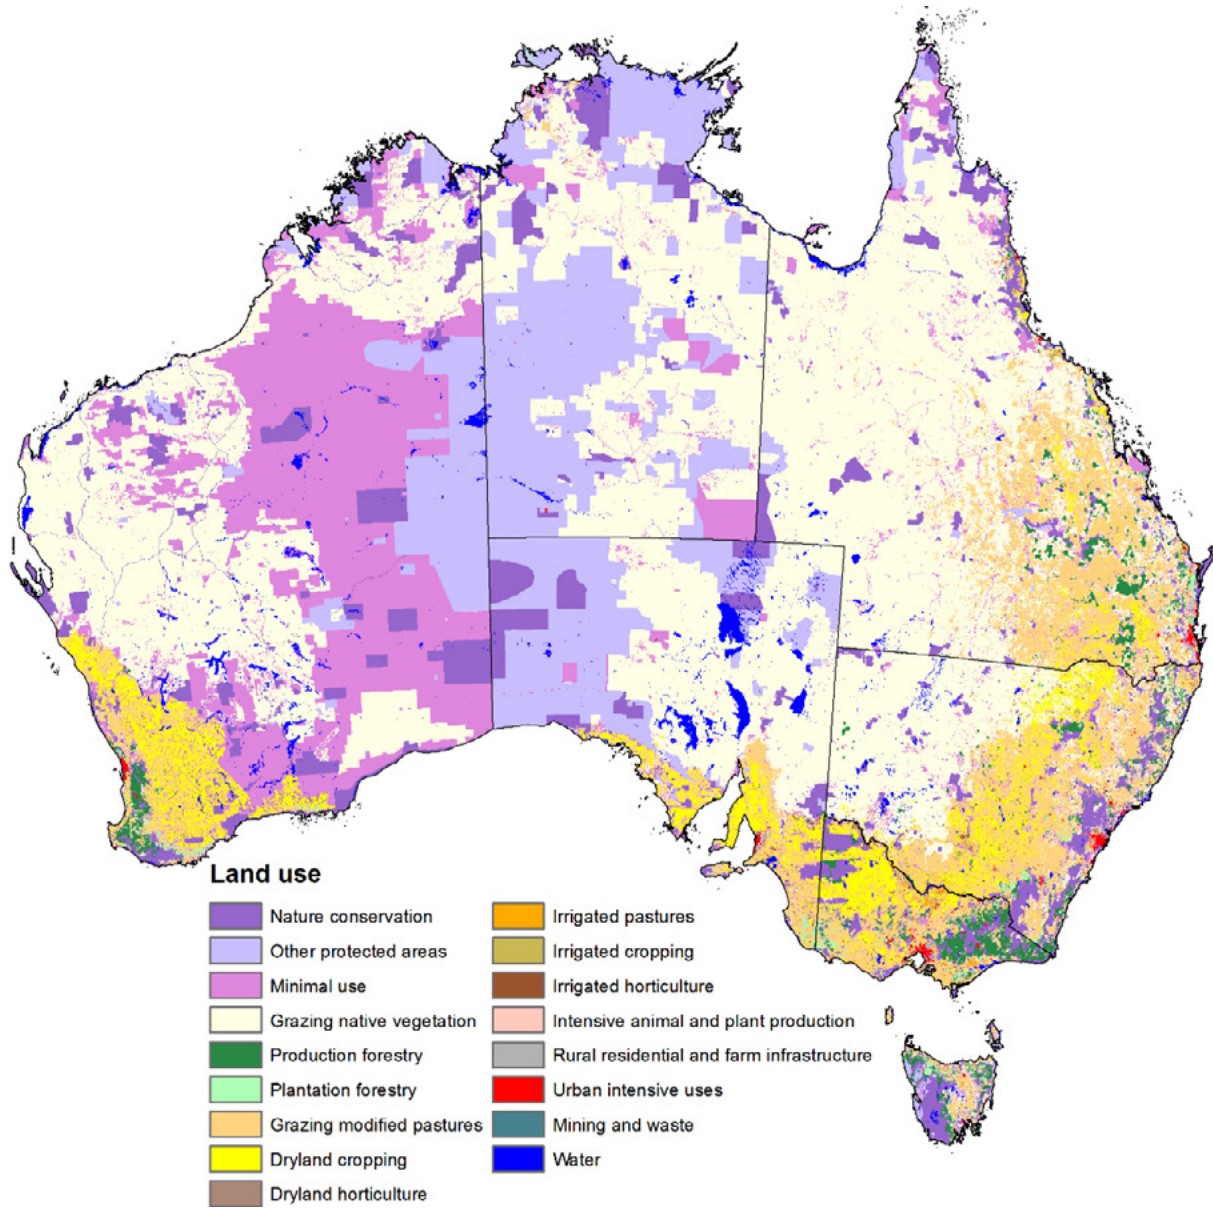 Land use
Nature conservation
Other protected areas
Minimal use
Grazing native vegetation
Production forestry
Plantation forestry
Grazing modified pastures
Dryland cropping
Dryland horticulture
Irrigated pastures
Irrigated cropping
Irrigated horticulture
Intensive animal and plant production
Rural residential and farm infrastructure
Urban intensive uses
Mining and waste
Water